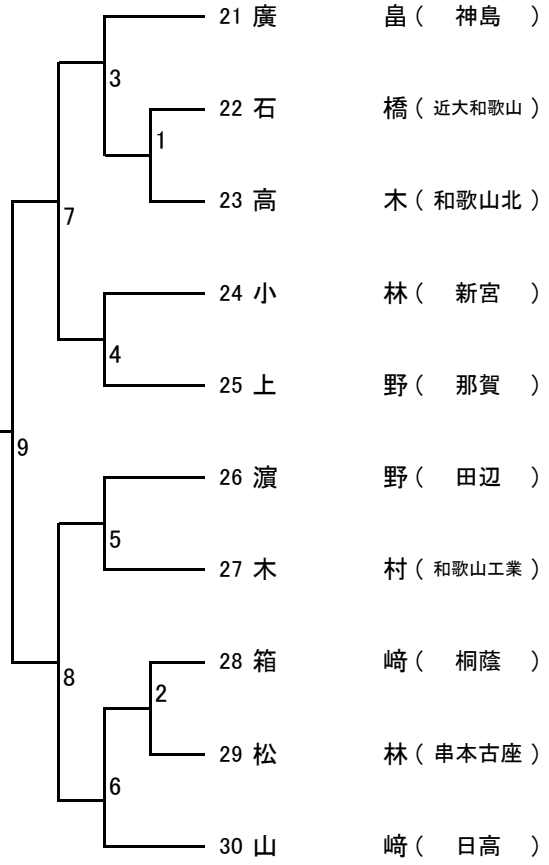 21 廣 畠 ( 神島 )
3
22 石 橋 ( 近大和歌山 )
1
23 高 木 ( 和歌山北 )
7
24 小 林 ( 新宮 )
4
25 上 野 ( 那賀 )
9
26 濵 野 ( 田辺 )
5
27 木 村 ( 和歌山工業 )
28 箱 﨑 ( 桐蔭 )
8
2
29 松 林 ( 串本古座 )
6
30 山 﨑 ( 日高 )